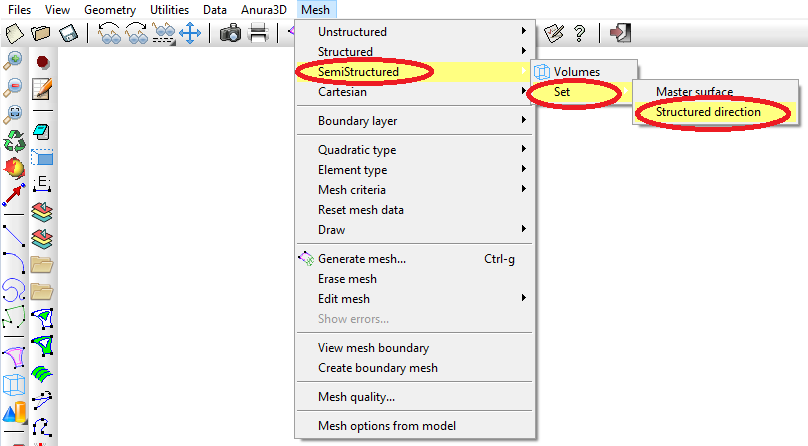 Files View Geometry Utilities Data Anura3D Mesh
Unstructured
Structured
SemiStructured
Cartesian
Boundary layer
Quadratic type
Element type
Mesh criteria
Reset mesh data
Draw
Generate mesh... Ctrl-g
Erase mesh
Edit mesh
Show errors...
View mesh boundary
Create boundary mesh
Mesh quality...
Mesh options from model
Volumes
Set
Master surface
Structured direction
?
E